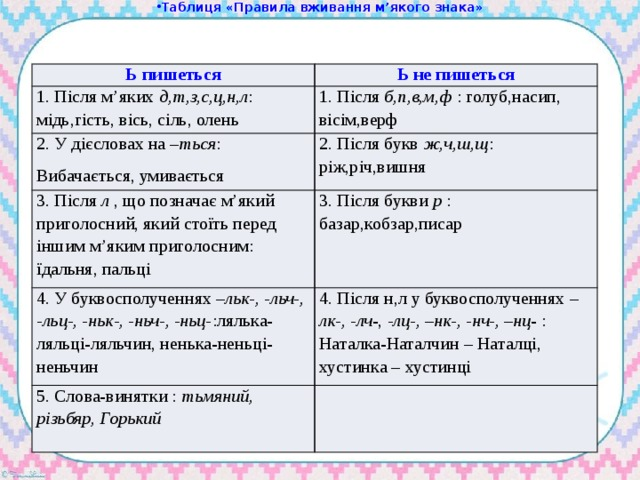 •Таблиця «Правила вживання м’якого знака»
Ь пишеться
Ь не пишеться
1. Після м’яких д,т,з,с,ц,н,л:
мідь,гість, вісь, сіль, олень
1. Після б,п,в,м,ф : голуб,насип,
вісім,верф
2. У дієсловах на –ться:
Вибачається, умивається
2. Після букв ж,ч,ш,щ:
ріж,річ,вишня
3. Після л , що позначає м’який
приголосний, який стоїть перед
іншим м’яким приголосним:
їдальня, пальці
3. Після букви р :
базар,кобзар,писар
4. У буквосполученнях –льк-, -льч-,
-льц-, -ньк-, -ньч-, -ньц-:лялька-
ляльці-ляльчин, ненька-неньці-
неньчин
4. Після н,л у буквосполученнях –
лк-, -лч-, -лц-, –нк-, -нч-, –нц- :
Наталка-Наталчин – Наталці,
хустинка – хустинці
5. Слова-винятки : тьмяний,
різьбяр, Горький